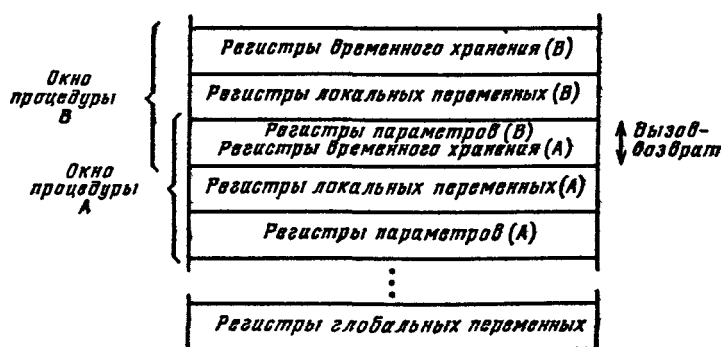 Регистры временного хранения (В)
Окно
процедуры
В
Регистры локальных переменных (В)
Регистры параметров (В)
Регистры временного хранения (А)
Вызов-
возврат
Окно
процедуры
А
Регистры локальных переменных (А)
Регистры параметров (А)
Регистры глобальных переменных